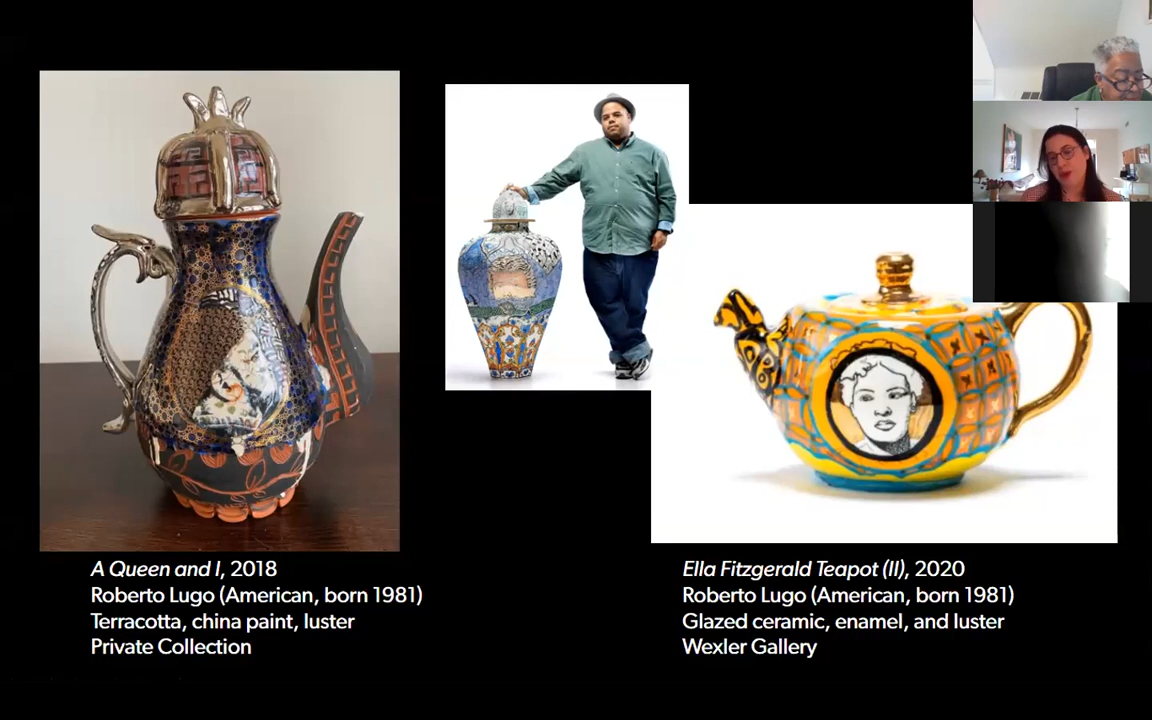 A Queen and I, 2018
Roberto Lugo (American, born 1981)
Terracotta, china paint, luster
Private Collection
Ella Fitzgerald Teapot (II), 2020
Roberto Lugo (American, born 1981)
Glazed ceramic, enamel, and luster
Wexler Gallery